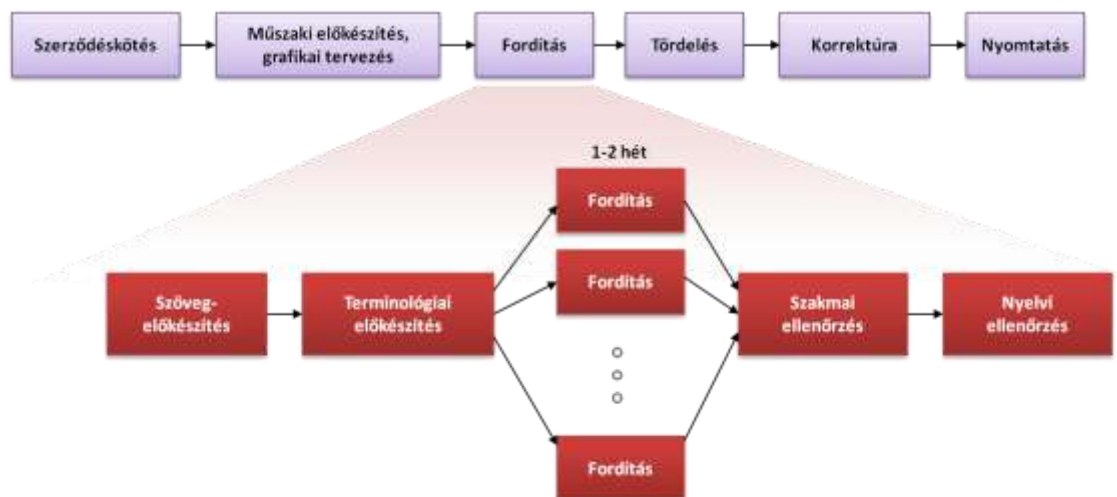 Szerződéskötés
Műszaki előkészítés,
grafikai tervezés
Fordítás
Tördelés
Korrektúra
Nyomtatás
1-2 hét
Fordítás
Fordítás
Szöveg-
előkészítés
Terminológiai
előkészítés
Szakmai
ellenőrzés
Nyelvi
ellenőrzés
Fordítás